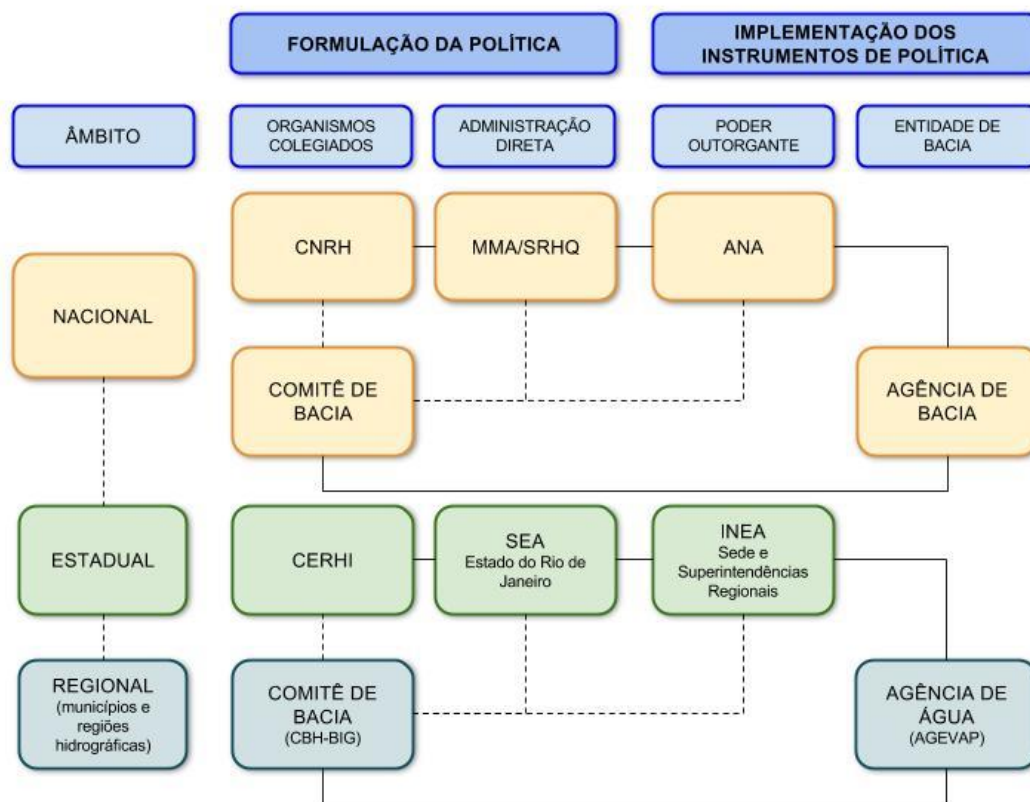 FORMULAÇÃO DA POLÍTICA
IMPLEMENTAÇÃO DOS
INSTRUMENTOS DE POLÍTICA
ÂMBITO
ORGANISMOS
COLEGIADOS
ADMINISTRAÇÃO
DIRETA
PODER
OUTORGANTE
ENTIDADE DE
BACIA
NACIONAL
CNRH
MMA/SRHQ
ANA
COMITÊ DE
BACIA
AGÊNCIA DE
BACIA
ESTADUAL
CERHI
SEA
Estado do Rio de
Janeiro
INEA
Sede e
Superintendências
Regionais
REGIONAL
(municípios e
regiões
hidrográficas)
COMITÊ DE
BACIA
(CBH-BIG)
AGÊNCIA DE
ÁGUA
(AGEVAP)